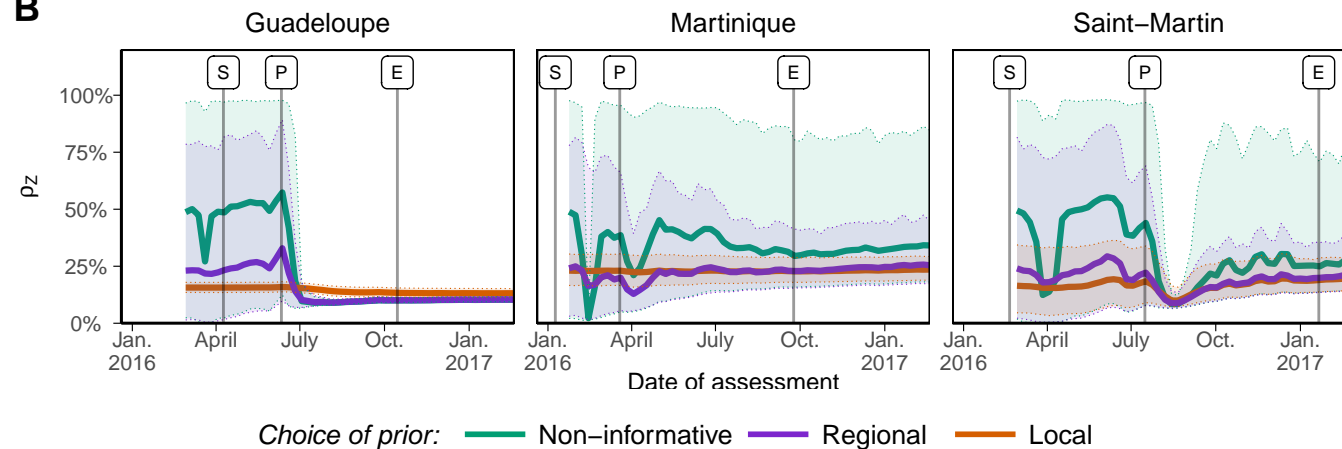 B
Guadeloupe Martinique Saint−Martin
S P E S P E S P E
100%
75%
50%
25%
0%
ρZ
Jan. April July Oct. Jan. Jan. April July Oct. Jan. Jan. April July Oct. Jan.
2016 2017 2016 2017 2016 2017
Date of assessment
Choice of prior: Non−informative Regional Local